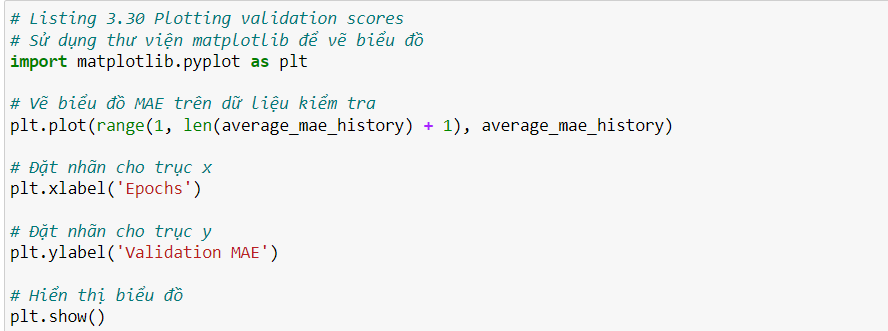 # Listing 3.30 Plotting validation scores
# Sử dụng thư viện matplotlib để vẽ biểu đồ
import matplotlib.pyplot as plt
# Vẽ biểu đồ MAE trên dữ liệu kiểm tra
plt.plot(range(1, len(average_mae_history) + 1), average_mae_history)
# Đặt nhãn cho trục x
plt.xlabel('Epochs')
# Đặt nhãn cho trục y
plt.ylabel('Validation MAE')
# Hiển thị biểu đồ
plt.show()